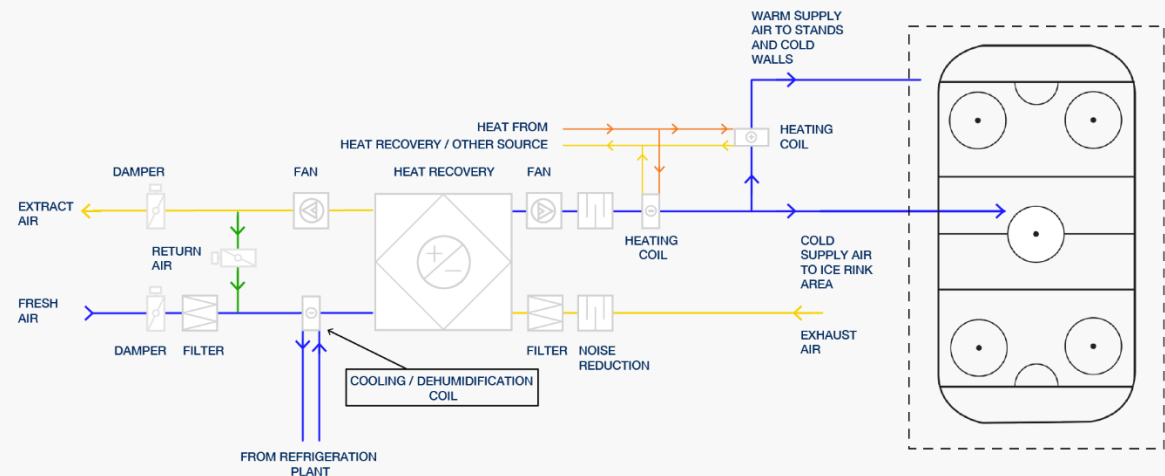 WARM SUPPLY
AIR TO STANDS
AND COLD
WALLS
HEAT FROM
HEAT RECOVERY / OTHER SOURCE
HEATING
COIL
DAMPER
FAN
HEAT RECOVERY
FAN
EXTRACT
AIR
RETURN
AIR
HEATING
COIL
COLD
SUPPLY AIR
TO ICE RINK
AREA
FRESH
AIR
DAMPER
FILTER
FILTER
NOISE
REDUCTION
EXHAUST
AIR
COOLING / DEHUMIDIFICATION
COIL
FROM REFRIGERATION
PLANT